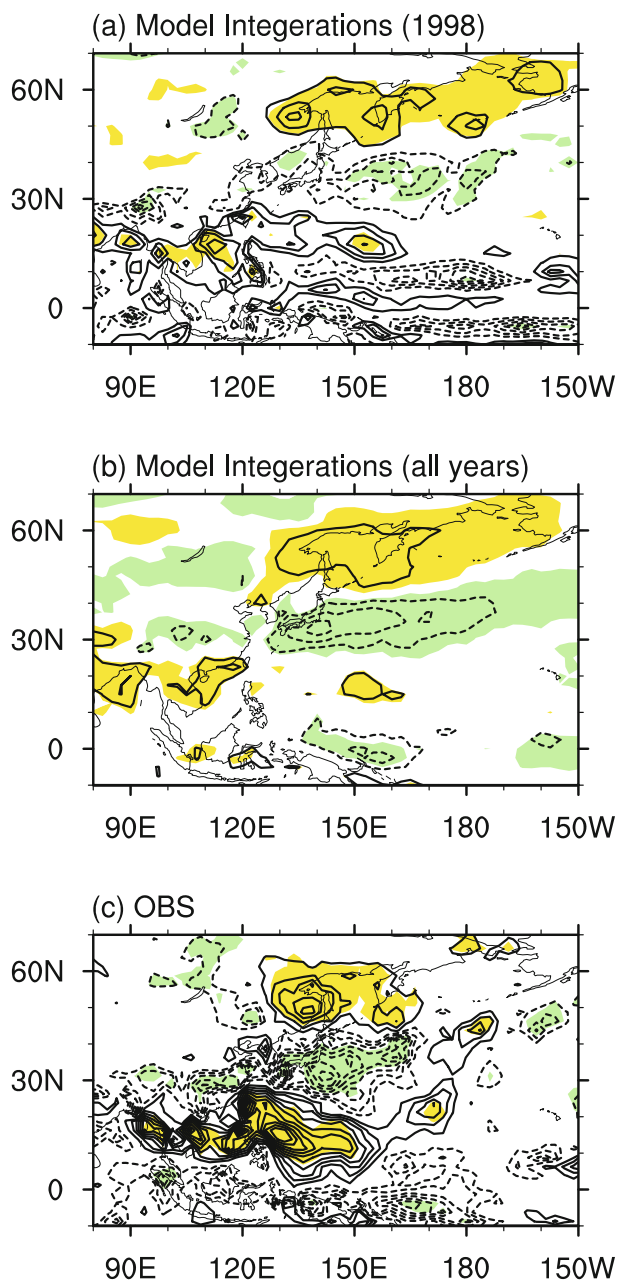 (a) Model Integerations (1998)
60N
30N
0
90E 120E 150E 180 150W
(b) Model Integerations (all years)
60N
30N
0
90E 120E 150E 180 150W
(c) OBS
60N
30N
0
90E 120E 150E 180 150W